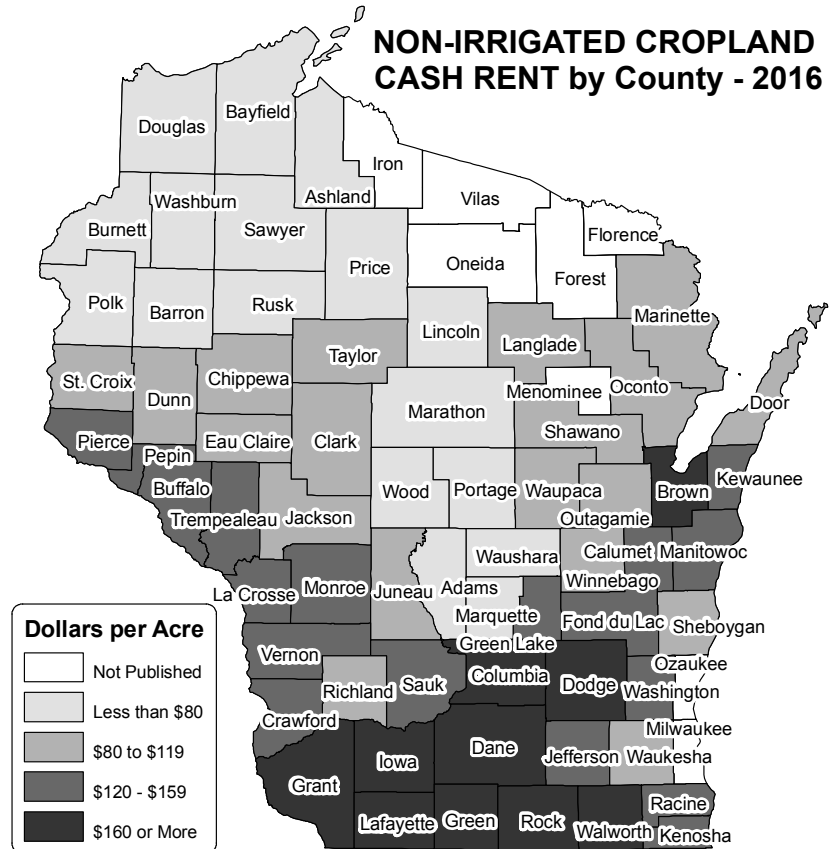 NON-IRRIGATED CROPLAND
CASH RENT by County - 2016
Douglas
Bayfield
Iron
Ashland
Vilas
Washburn
Burnett
Sawyer
Florence
Price
Oneida
Forest
Polk
Barron
Rusk
Marinette
Lincoln
Langlade
Taylor
St. Croix
Chippewa
Dunn
Menominee
Oconto
Door
Marathon
Shawano
Pierce
Eau Claire
Clark
Pepin
Kewaunee
Buffalo
Wood
Portage
Waupaca
Brown
Trempealeau
Jackson
Outagamie
Waushara
Calumet
Manitowoc
Winnebago
La Crosse
Monroe
Juneau
Adams
Marquette
Fond du Lac
Sheboygan
Green Lake
Vernon
Richland
Sauk
Columbia
Dodge
Ozaukee
Washington
Crawford
Milwaukee
Dane
Jefferson
Waukesha
Iowa
Grant
Racine
Lafayette
Green
Rock
Walworth
Kenosha
Dollars per Acre
Not Published
Less than $80
$80 to $119
$120 - $159
$160 or More